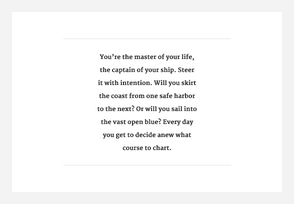 You're the master of your life,
the captain of your ship. Steer
it with intention. Will you skirt
the coast from one safe harbor
to the next? Or will you sail into
the vast open blue? Every day
you get to decide anew what
course to chart.